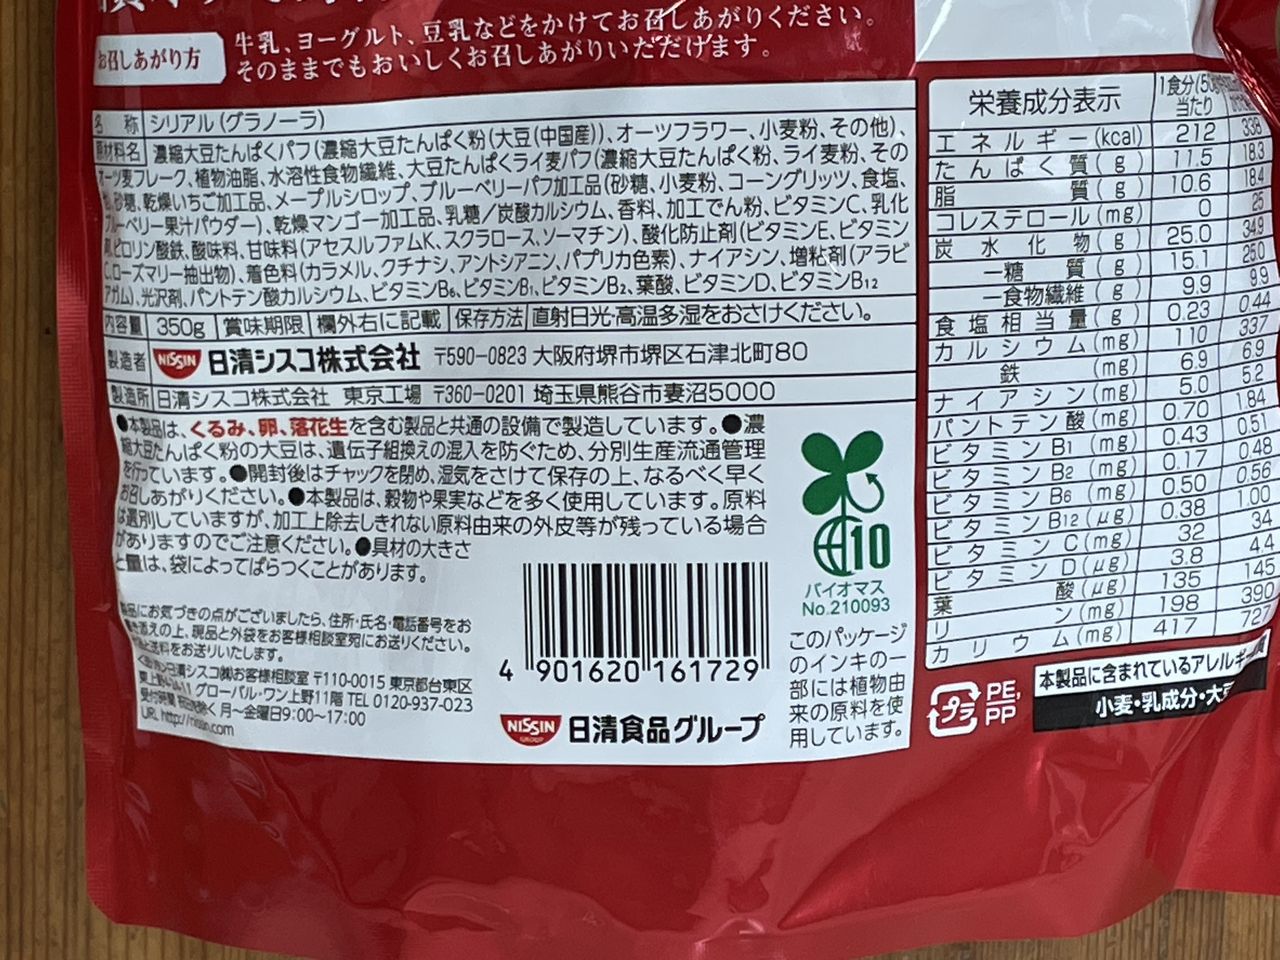 お召しあがり方
牛乳、ヨーグルト、豆乳などをかけてお召しあがりください。
そのままでもおいしくお召しあがりいただけます。
名 称 シリアル(グラノーラ)
原材料名 濃縮大豆たんぱくパフ(濃縮大豆たんぱく粉(大豆(中国産))、オーツフラワー、小麦粉、その他)、
オーツ麦フレーク、植物油脂、水溶性食物繊維、大豆たんぱくライ麦パフ(濃縮大豆たんぱく粉、ライ麦粉、その
砂糖、乾燥いちご加工品、メープルシロップ、ブルーベリーパフ加工品(砂糖、小麦粉、コーングリッツ、食塩、
ブルーベリー果汁パウダー)、乾燥マンゴー加工品、乳糖/炭酸カルシウム、香料、加工でん粉、ビタミンC、乳化
剤、ピロリン酸鉄、酸味料、甘味料(アセスルファムK、スクラロース、ソーマチン)、酸化防止剤(ビタミンE、ビタミン
C、ローズマリー抽出物)、着色料(カラメル、クチナシ、アントシアニン、パプリカ色素)、ナイアシン、増粘剤(アラビ
アガム)、光沢剤、パントテン酸カルシウム、ビタミンB₆、ビタミンB₁、ビタミンB₂、葉酸、ビタミンD、ビタミンB₁₂
内容量 350g 賞味期限 欄外右に記載 保存方法 直射日光・高温多湿をおさけください。
製造者 NISSIN 日清シスコ株式会社 〒590-0823 大阪府堺市堺区石津北町80
製造所 日清シスコ株式会社 東京工場 〒360-0201 埼玉県熊谷市妻沼5000
●本製品は、くるみ、卵、落花生を含む製品と共通の設備で製造しています。●濃
縮大豆たんぱく粉の大豆は、遺伝子組換えの混入を防ぐため、分別生産流通管理
を行っています。●開封後はチャックを閉め、湿気をさけて保存の上、なるべく早く
お召しあがりください。●本製品は、穀物や果実などを多く使用しています。原料
は選別していますが、加工上除去しきれない原料由来の外皮等が残っている場合
がありますのでご注意ください。●具材の大きさ
と量は、袋によってばらつくことがあります。
製品にお気づきの点がございましたら、住所・氏名・電話番号をお
書き添えの上、現品と外袋をお客様相談室宛にお送りください。
送料をお送りいたします。
日清シスコ㈱お客様相談室 〒110-0015 東京都台東区
東上野 グローバル・ワン上野11階 TEL 0120-937-023
受付時間 祝日を除く 月〜金曜日9:00〜17:00
URL http://nissin.com
4 901620 161729
NISSIN GROUP 日清食品グループ
10
バイオマス
No.210093
このパッケージ
のインキの一
部には植物由
来の原料を使
用しています。
栄養成分表示 1食分(50g) 当たり
エネルギー(kcal) 212 338
たんぱく質(g) 11.5 18.3
脂質(g) 10.6 18.4
コレステロール(mg) 0 25
炭水化物(g) 25.0 34.9
ー糖質(g) 15.1 25.0
ー食物繊維(g) 9.9 9.9
食塩相当量(g) 0.23 0.44
カルシウム(mg) 110 337
鉄(mg) 6.9 6.9
ナイアシン(mg) 5.0 5.2
パントテン酸(mg) 0.70 1.84
ビタミンB₁(mg) 0.43 0.51
ビタミンB₂(mg) 0.17 0.48
ビタミンB₆(mg) 0.50 0.56
ビタミンB₁₂(μg) 0.38 1.00
ビタミンC(mg) 32 34
ビタミンD(μg) 3.8 4.4
葉酸(μg) 135 145
リン(mg) 198 390
カリウム(mg) 417 727
プラ PE, PP
本製品に含まれているアレルギー
小麦・乳成分・大豆